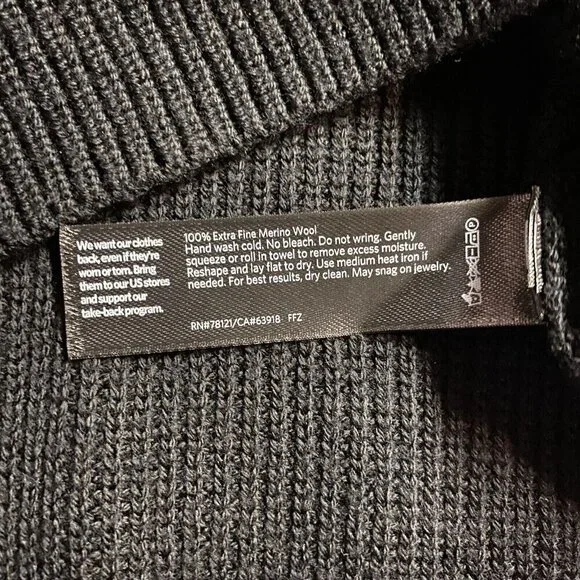 We want our clothes
back, even if they're
worn or torn. Bring
them to our US stores
and support our
take-back program.
100% Extra Fine Merino Wool
Hand wash cold. No bleach. Do not wring. Gently
squeeze or roll in towel to remove excess moisture.
Reshape and lay flat to dry. Use medium heat iron if
needed. For best results, dry clean. May snag on jewelry.
RN#78121/CA#63918 FFZ